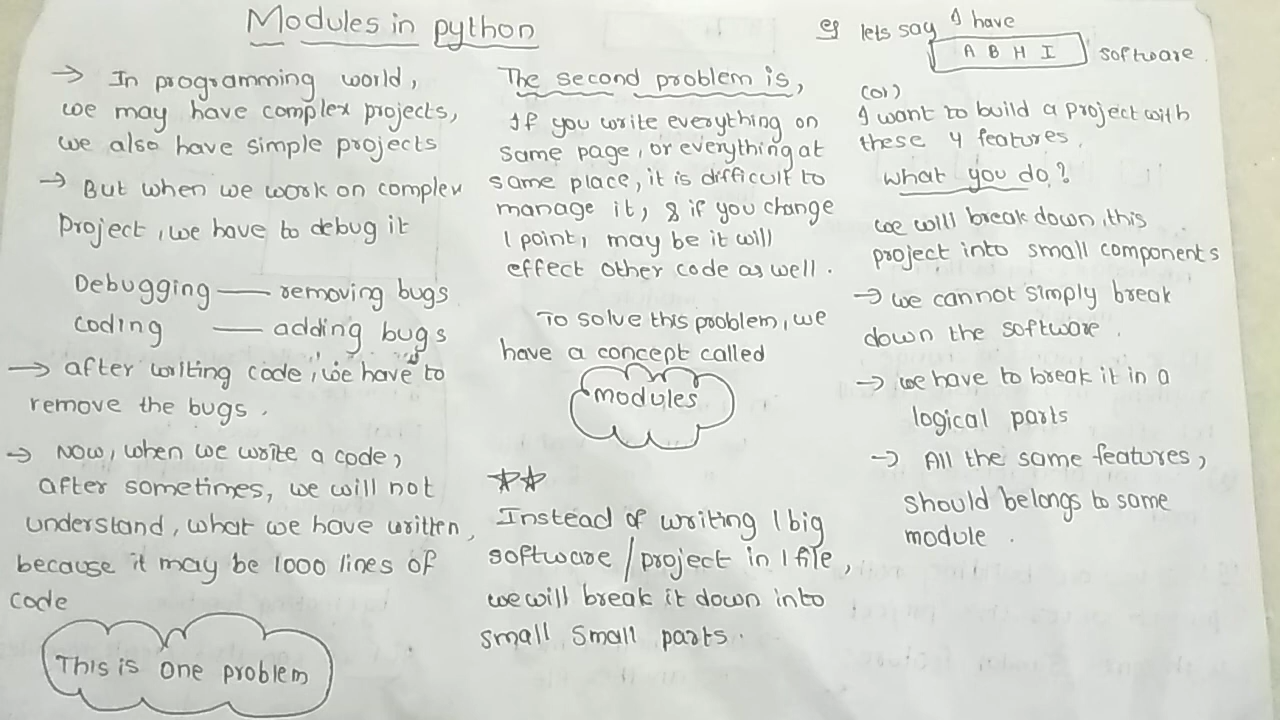 Modules in python
→ In programming world,
we may have complex projects,
we also have simple projects
→ But when we work on complex
Project, we have to debug it
Debugging — removing bugs
coding — adding bugs
→ after writing code, we have to
remove the bugs.
→ Now, when we write a code,
after sometimes, we will not
understand, what we have written,
because it may be 1000 lines of
code
This is one problem
The second problem is,
If you write everything on
same page, or everything at
same place, it is difficult to
manage it, & if you change
1 point, may be it will
effect other code as well.
To solve this problem, we
have a concept called
modules
☆☆
Instead of writing 1 big
software/project in 1 file,
we will break it down into
small small parts.
eg lets say I have
A B H I software.
(or)
I want to build a project with
these 4 features.
what you do?
we will break down, this
project into small components
→ we cannot simply break
down the software.
→ we have to break it in a
logical parts
→ All the same features,
should belongs to same
module.